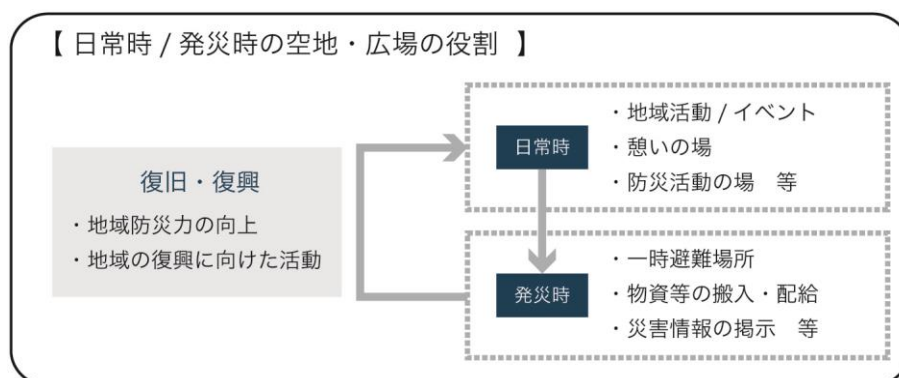 【 日常時 / 発災時の空地・広場の役割 】
復旧・復興
・地域防災力の向上
・地域の復興に向けた活動
日常時
・地域活動 / イベント
・憩いの場
・防災活動の場　等
発災時
・一時避難場所
・物資等の搬入・配給
・災害情報の掲示　等